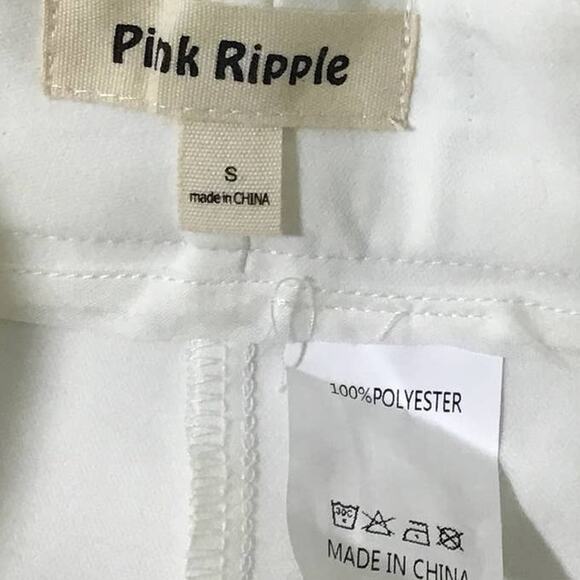 Pink Ripple
S
made in CHINA
100%POLYESTER
MADE IN CHINA